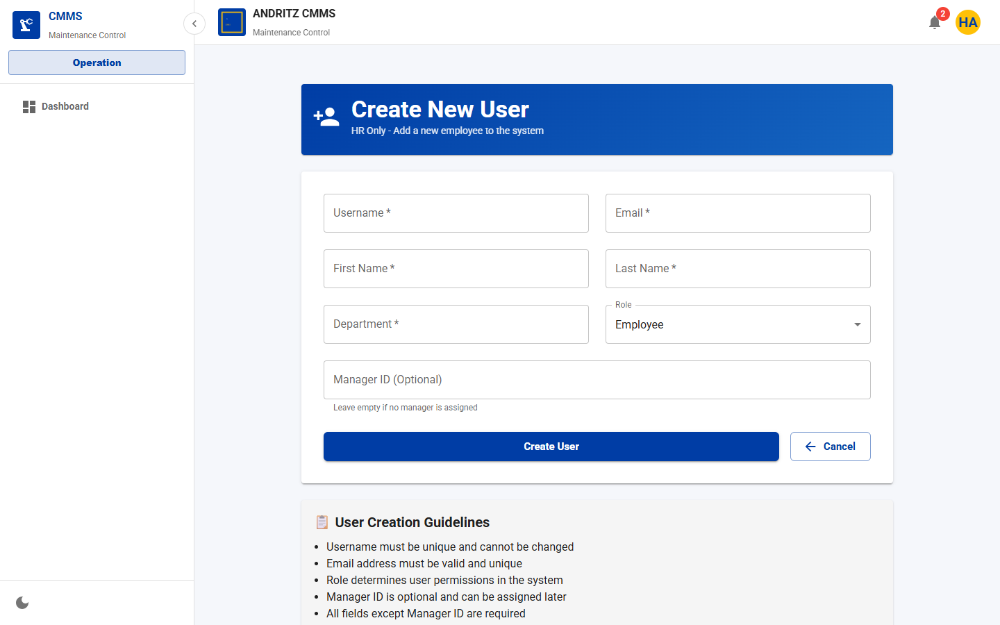 CMMS
Maintenance Control
Operation
Dashboard
ANDRITZ CMMS
Maintenance Control
2
HA
Create New User
HR Only - Add a new employee to the system
Username *
Email *
First Name *
Last Name *
Department *
Role
Employee
Manager ID (Optional)
Leave empty if no manager is assigned
Create User
Cancel
📋 User Creation Guidelines
• Username must be unique and cannot be changed
• Email address must be valid and unique
• Role determines user permissions in the system
• Manager ID is optional and can be assigned later
• All fields except Manager ID are required